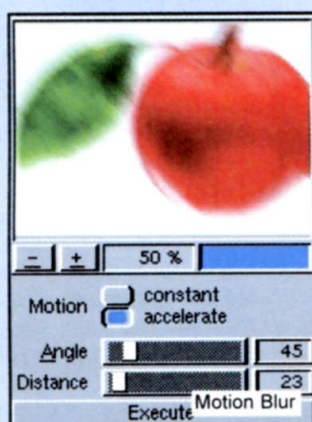 - + 50 %
Motion constant
accelerate
Angle 45
Distance 23
Execute Motion Blur